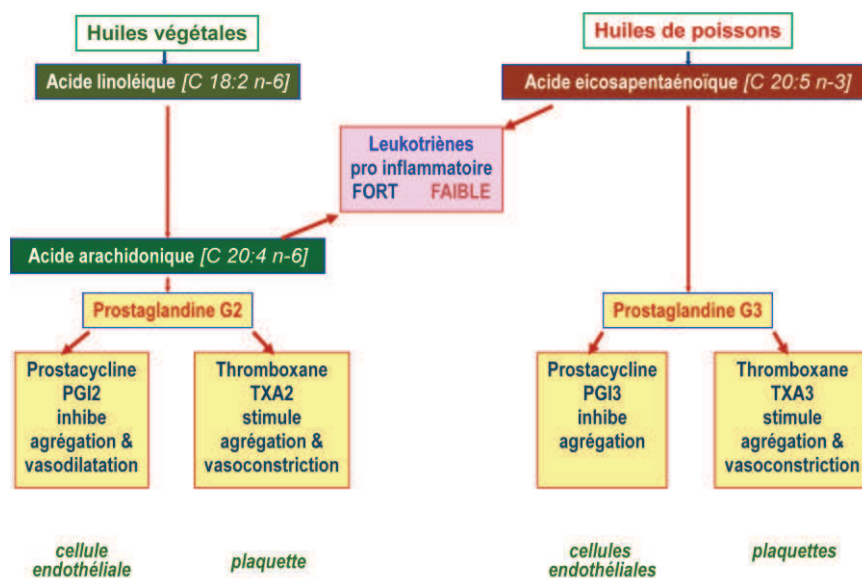 Huiles végétales
Huiles de poissons
Acide linoléique [C 18:2 n-6]
Acide eicosapentaénoïque [C 20:5 n-3]
Leukotriènes
pro inflammatoire
FORT FAIBLE
Acide arachidonique [C 20:4 n-6]
Prostaglandine G2
Prostaglandine G3
Prostacycline
PGI2
inhibe
agrégation &
vasodilatation
Thromboxane
TXA2
stimule
agrégation &
vasoconstriction
Prostacycline
PGI3
inhibe
agrégation
Thromboxane
TXA3
stimule
agrégation &
vasoconstriction
cellule
endothéliale
plaquette
cellules
endothéliales
plaquettes